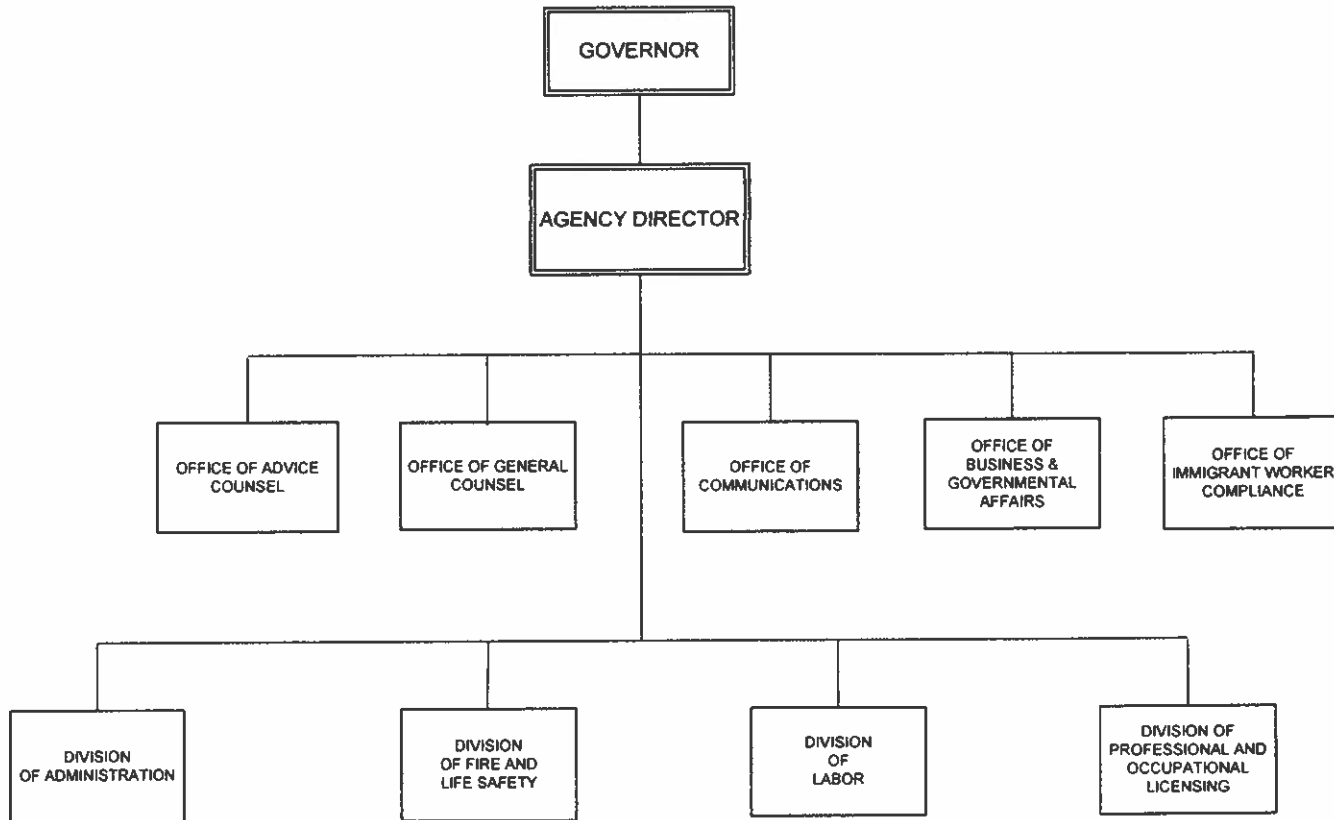 GOVERNOR
AGENCY DIRECTOR
OFFICE OF ADVICE
COUNSEL
OFFICE OF GENERAL
COUNSEL
OFFICE OF
COMMUNICATIONS
OFFICE OF
BUSINESS &
GOVERNMENTAL
AFFAIRS
OFFICE OF
IMMIGRANT WORKER
COMPLIANCE
DIVISION
OF ADMINISTRATION
DIVISION
OF FIRE AND
LIFE SAFETY
DIVISION
OF
LABOR
DIVISION OF
PROFESSIONAL AND
OCCUPATIONAL
LICENSING